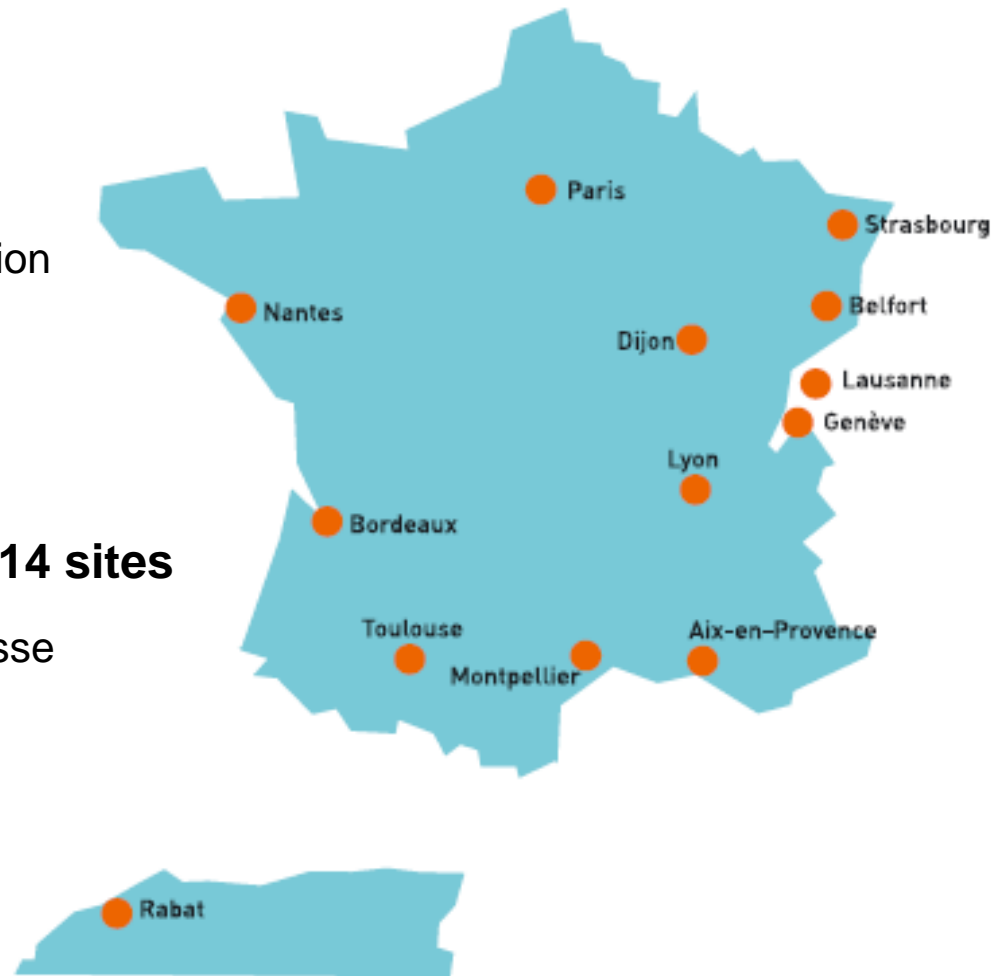 Paris
Strasbourg
ion
Belfort
Nantes
Dijon
Lausanne
Genève
Lyon
Bordeaux
14 sites
Toulouse
Aix-en-Provence
sse
Montpellier
Rabat